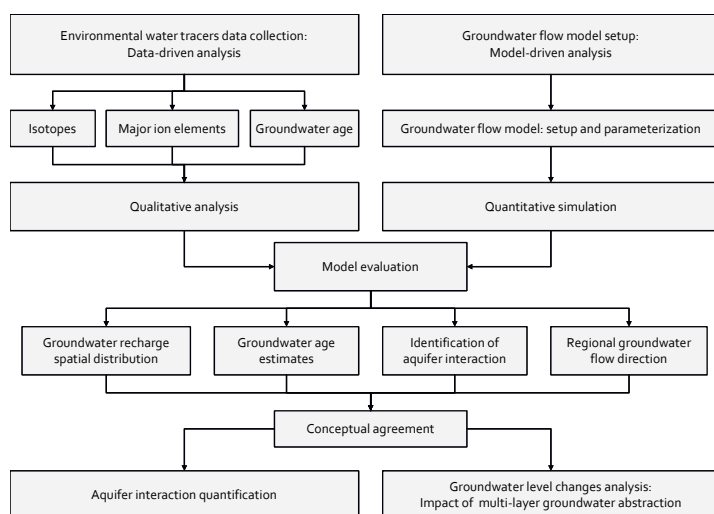 Environmental water tracers data collection:
Data-driven analysis
Groundwater flow model setup:
Model-driven analysis
Isotopes
Major ion elements
Groundwater age
Groundwater flow model: setup and parameterization
Qualitative analysis
Quantitative simulation
Model evaluation
Groundwater recharge
spatial distribution
Groundwater age
estimates
Identification of
aquifer interaction
Regional groundwater
flow direction
Conceptual agreement
Aquifer interaction quantification
Groundwater level changes analysis:
Impact of multi-layer groundwater abstraction